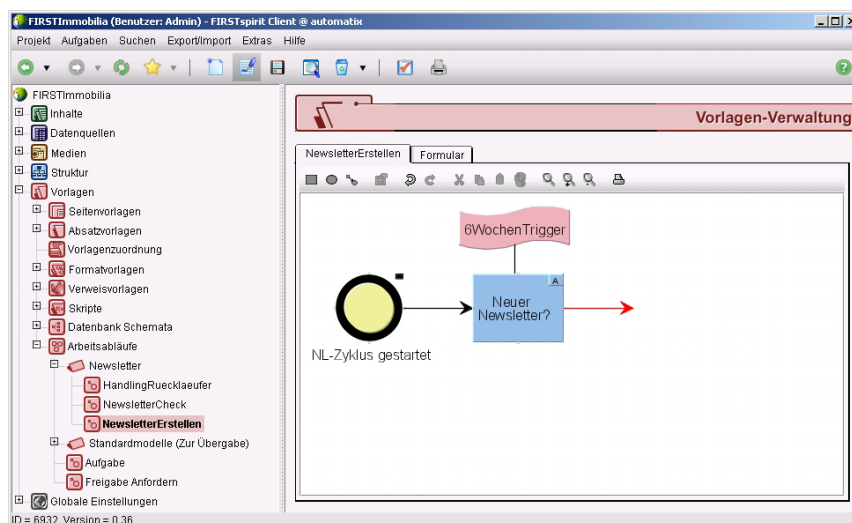 FIRSTImmobilia (Benutzer: Admin) - FIRSTspirit Client @ automatix
Projekt Aufgaben Suchen Export/Import Extras Hilfe
FIRSTImmobilia
Inhalte
Datenquellen
Medien
Struktur
Vorlagen
Seitenvorlagen
Absatzvorlagen
Vorlagenzuordnung
Formatvorlagen
Verweisvorlagen
Skripte
Datenbank Schemata
Arbeitsabläufe
Newsletter
HandlingRuecklaeufer
NewsletterCheck
NewsletterErstellen
Standardmodelle (Zur Übergabe)
Aufgabe
Freigabe Anfordern
Globale Einstellungen
ID = 6932, Version = 0.36
Vorlagen-Verwaltung
NewsletterErstellen Formular
6WochenTrigger
A
Neuer
Newsletter?
NL-Zyklus gestartet